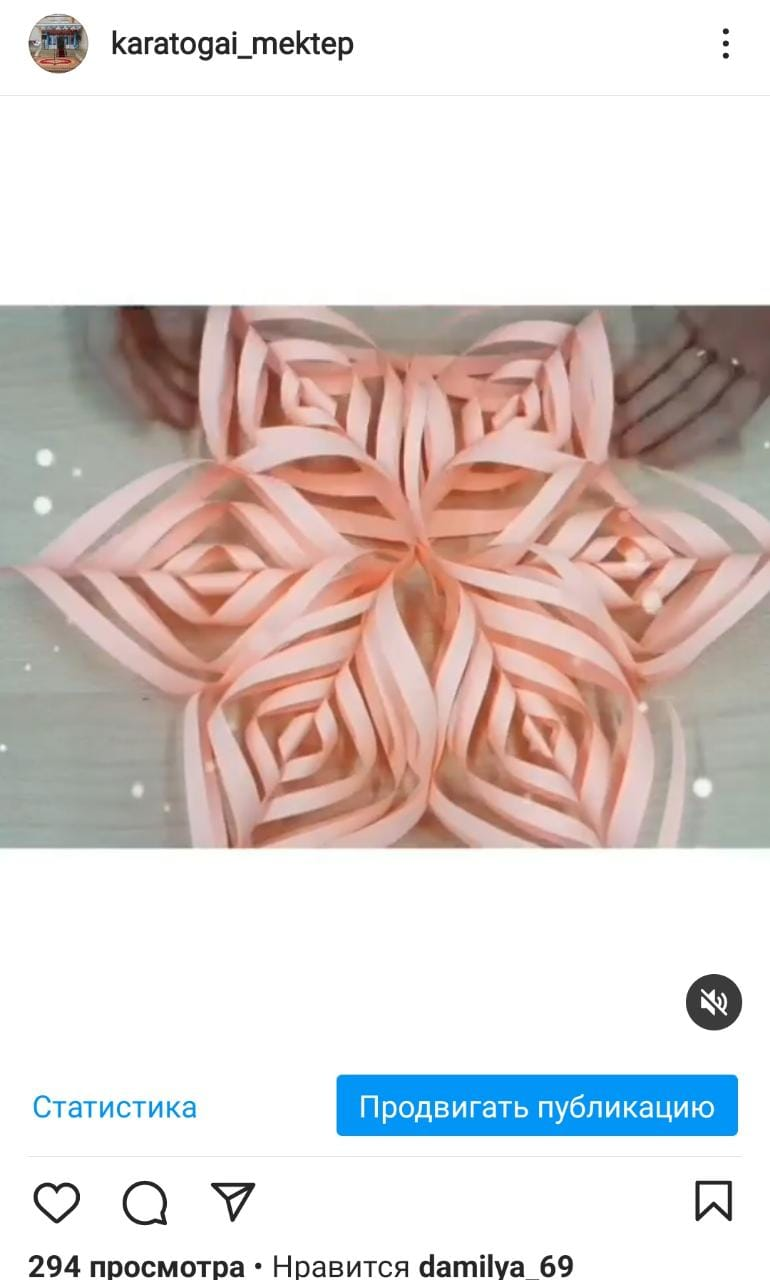 karatogai_mektep
Статистика
Продвигать публикацию
294 просмотра • Нравится damilya_69